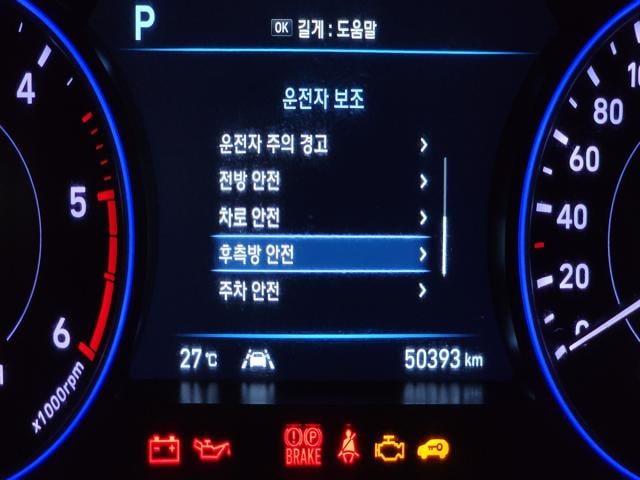 P
OK 길게 : 도움말
운전자 보조
운전자 주의 경고
전방 안전
차로 안전
후측방 안전
주차 안전
27℃
50393 km
4
5
6
x1000rpm
80
60
40
20
0
P
BRAKE